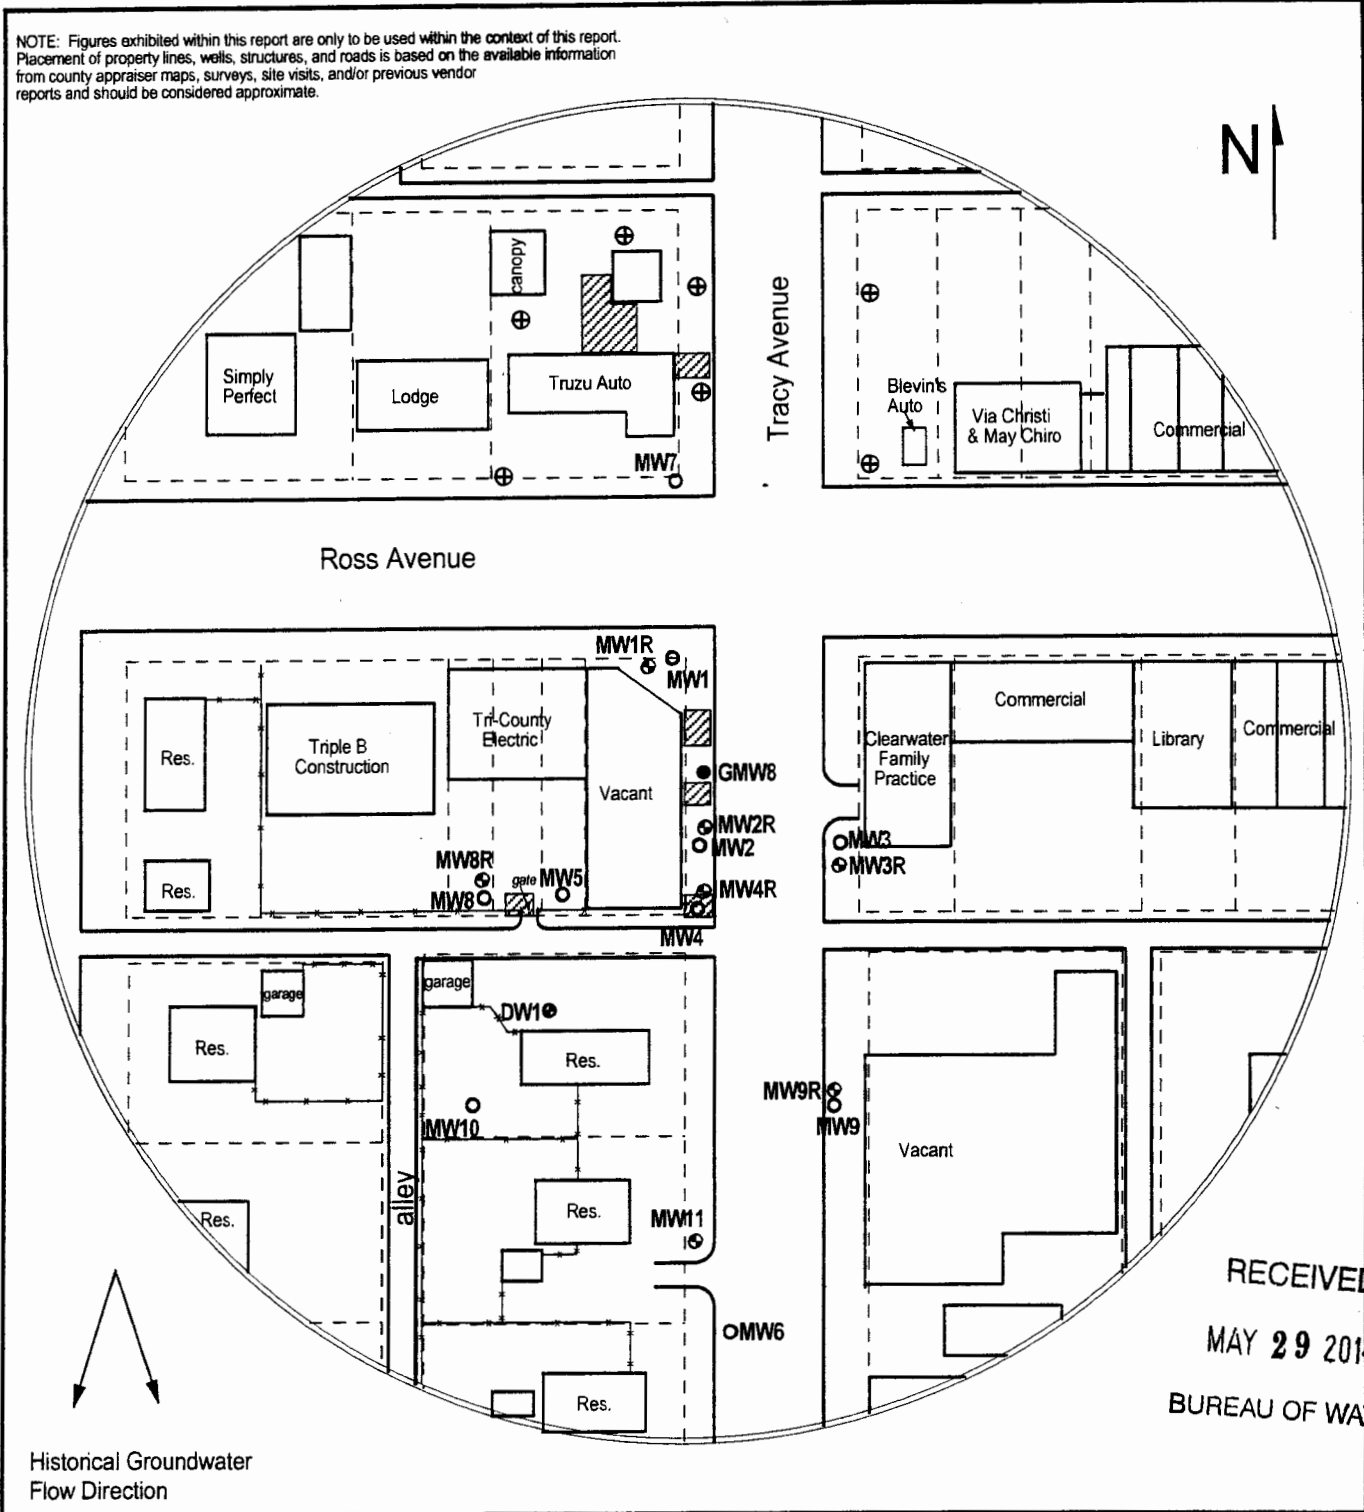 NOTE: Figures exhibited within this report are only to be used within the context of this report.
Placement of property lines, wells, structures, and roads is based on the available information
from county appraiser maps, surveys, site visits, and/or previous vendor
reports and should be considered approximate.
N
canopy
Tracy Avenue
Simply
Perfect
Lodge
Truzu Auto
Blevin's
Auto
Via Christi
& May Chiro
Commercial
MW7
Ross Avenue
MW1R
MW1
Res.
Triple B
Construction
Tri-County
Electric
Vacant
GMW8
MW2R
MW2
Clearwater
Family
Practice
Commercial
Library
Commercial
MW3
MW3R
Res.
MW8R
MW8
gate
MW5
MW4R
MW4
garage
garage
DW1
Res.
Res.
MW10
MW9R
MW9
Vacant
alley
Res.
Res.
MW11
MW6
Res.
RECEIVED
MAY 29 201
BUREAU OF WA
Historical Groundwater
Flow Direction